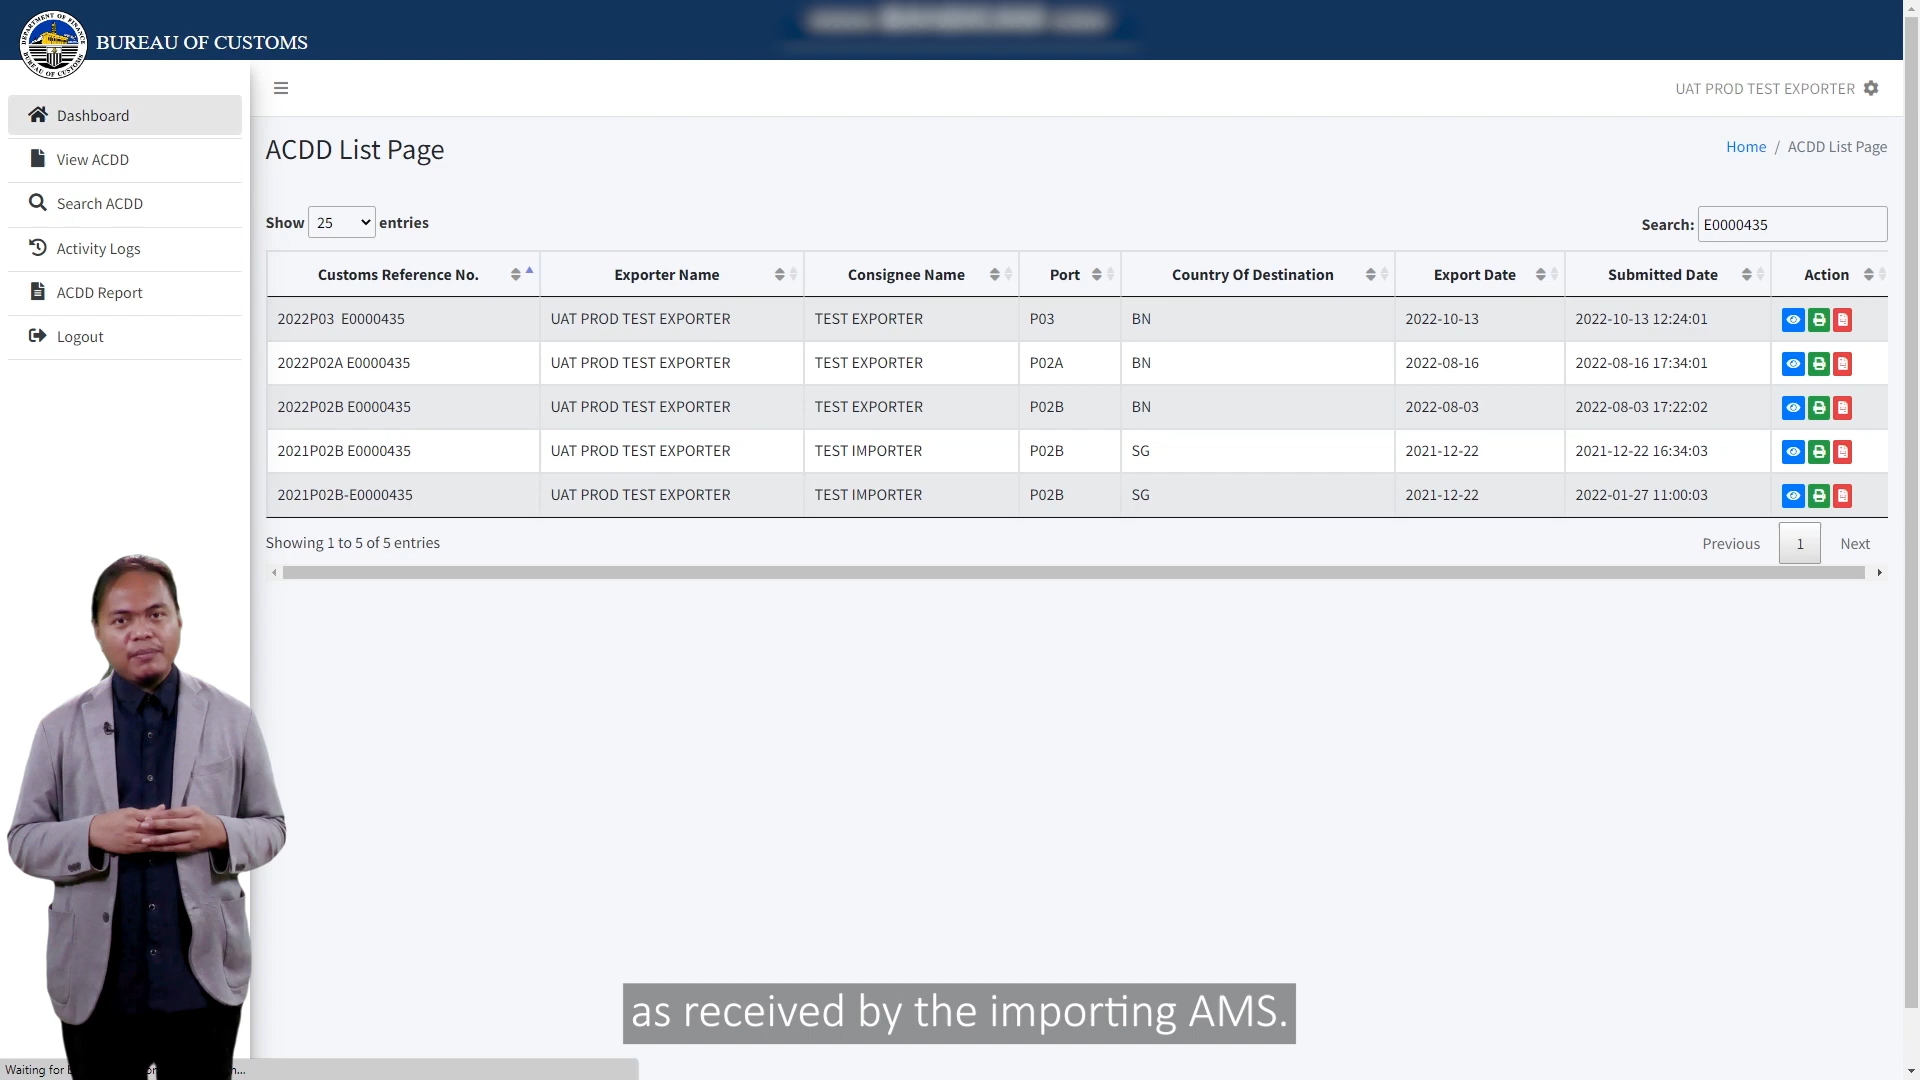 DEPARTMENT OF FINANCE
BUREAU OF CUSTOMS
BUREAU OF CUSTOMS
UAT PROD TEST EXPORTER
Dashboard
View ACDD
Search ACDD
Activity Logs
ACDD Report
Logout
ACDD List Page
Home / ACDD List Page
Show 25 entries
Search: E0000435
Customs Reference No. Exporter Name Consignee Name Port Country Of Destination Export Date Submitted Date Action
2022P03 E0000435 UAT PROD TEST EXPORTER TEST EXPORTER P03 BN 2022-10-13 2022-10-13 12:24:01
2022P02A E0000435 UAT PROD TEST EXPORTER TEST EXPORTER P02A BN 2022-08-16 2022-08-16 17:34:01
2022P02B E0000435 UAT PROD TEST EXPORTER TEST EXPORTER P02B BN 2022-08-03 2022-08-03 17:22:02
2021P02B E0000435 UAT PROD TEST EXPORTER TEST IMPORTER P02B SG 2021-12-22 2021-12-22 16:34:03
2021P02B-E0000435 UAT PROD TEST EXPORTER TEST IMPORTER P02B SG 2021-12-22 2022-01-27 11:00:03
Showing 1 to 5 of 5 entries
Previous 1 Next
as received by the importing AMS.
Waiting for